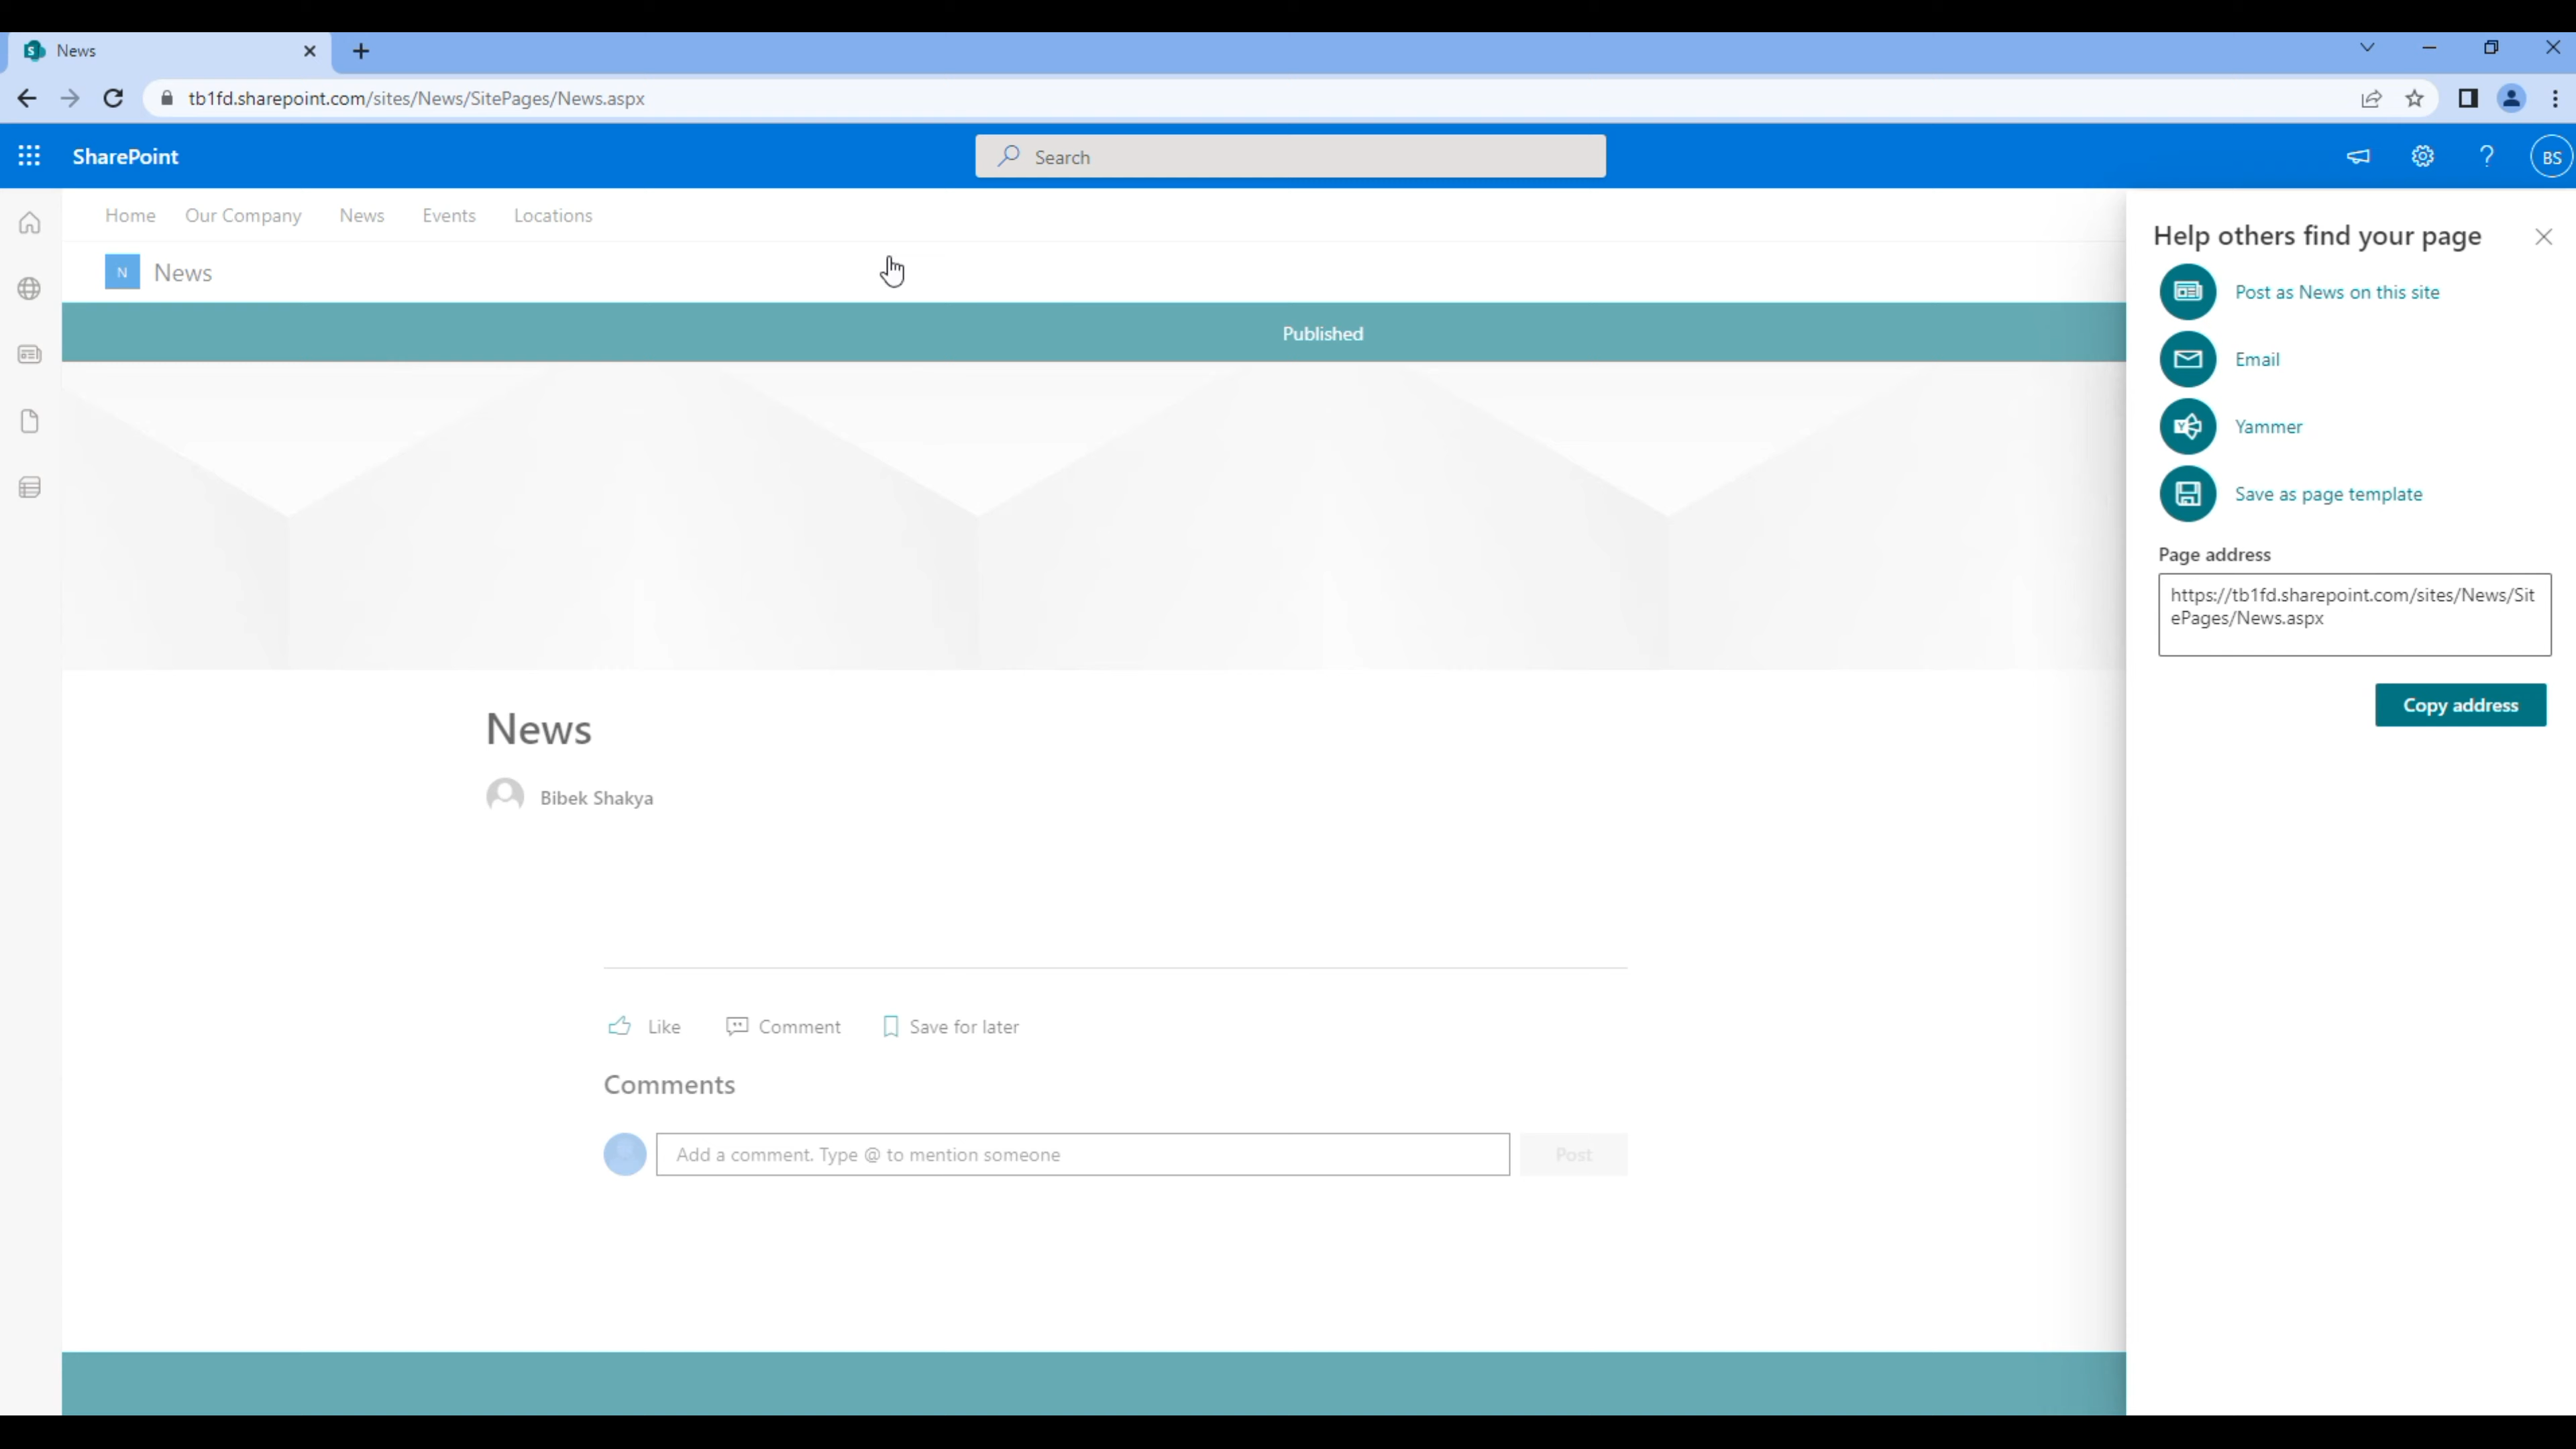 News
tb1fd.sharepoint.com/sites/News/SitePages/News.aspx
SharePoint
Search
BS
Home Our Company News Events Locations
N News
Published
News
Bibek Shakya
Like Comment Save for later
Comments
Add a comment. Type @ to mention someone
Post
Help others find your page
Post as News on this site
Email
Yammer
Save as page template
Page address
https://tb1fd.sharepoint.com/sites/News/Sit
ePages/News.aspx
Copy address